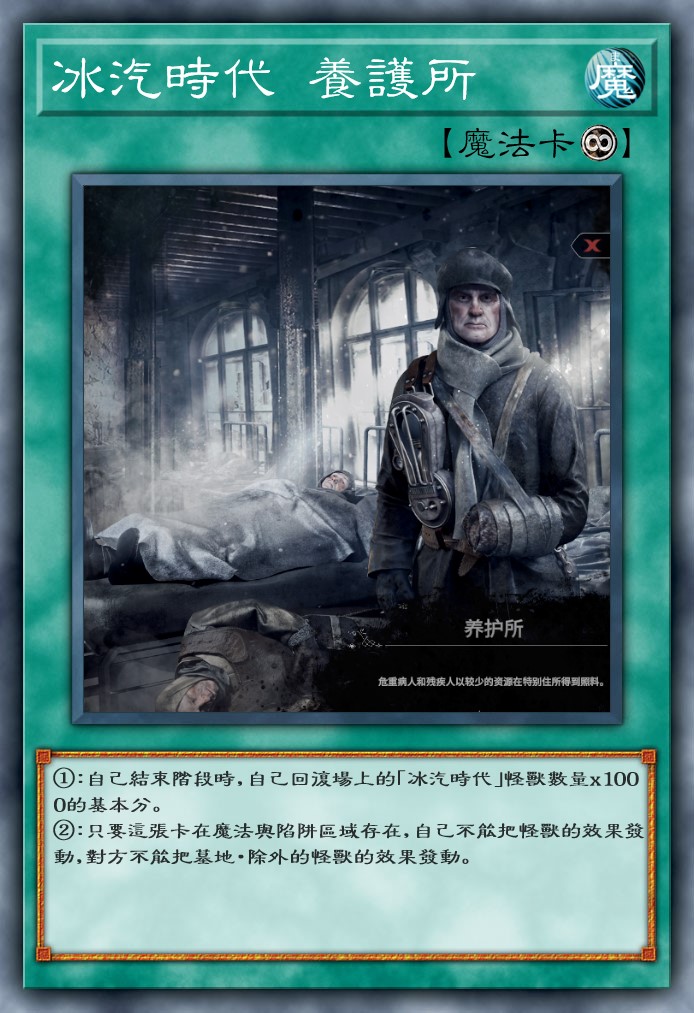 冰汽時代 養護所
魔
【魔法卡∞】
X
养护所
危重病人和残疾人以较少的资源在特别住所得到照料。
①:自己結束階段時,自己回復場上的「冰汽時代」怪獸數量x100
0的基本分。
②:只要這張卡在魔法與陷阱區域存在,自己不能把怪獸的效果發
動,對方不能把墓地·除外的怪獸的效果發動。